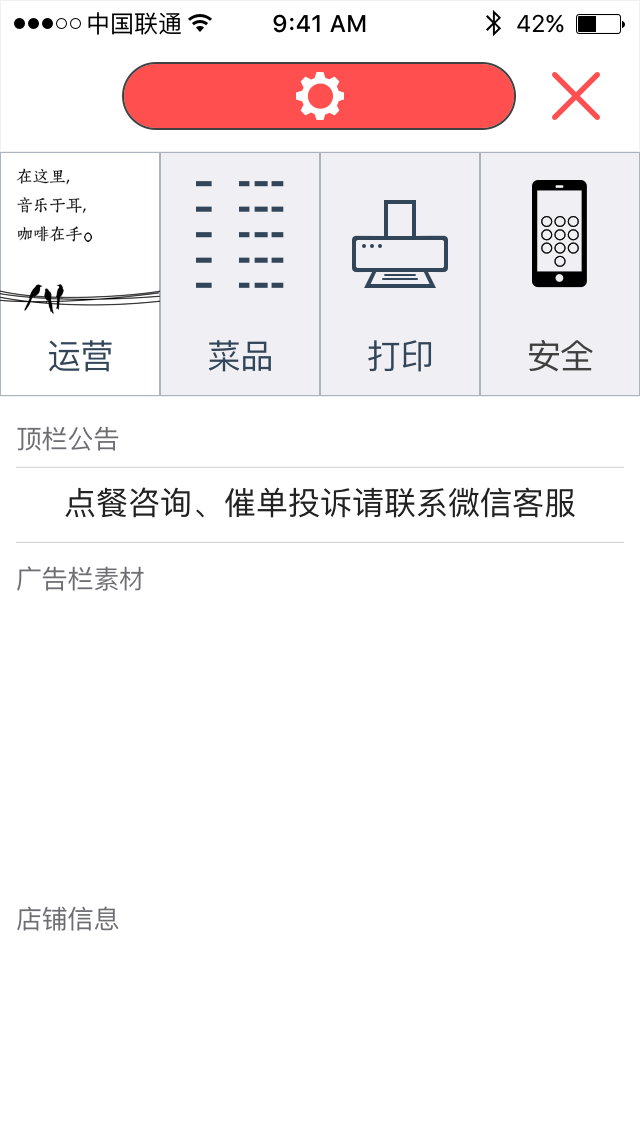 中国联通
9:41 AM
42%
在这里,
音乐于耳,
咖啡在手。
运营
菜品
打印
安全
顶栏公告
点餐咨询、催单投诉请联系微信客服
广告栏素材
店铺信息